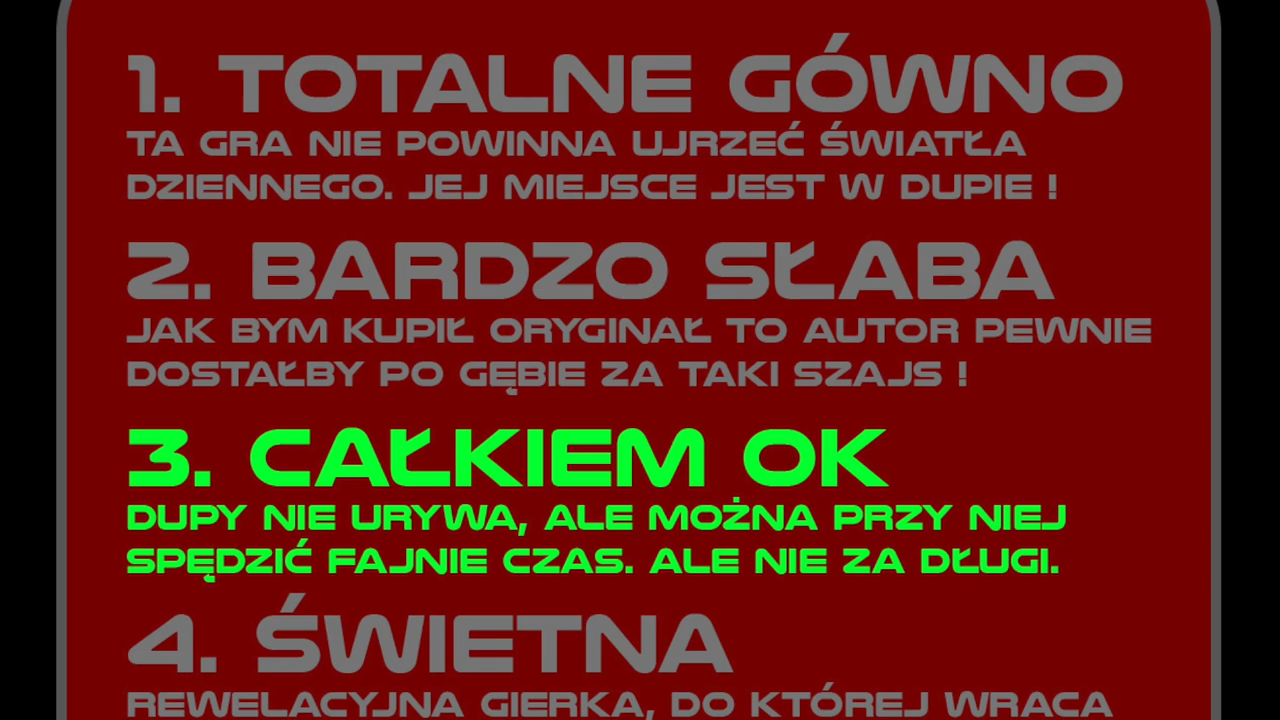 1. TOTALNE GÓWNO
TA GRA NIE POWINNA UJRZEĆ ŚWIATŁA
DZIENNEGO. JEJ MIEJSCE JEST W DUPIE !
2. BARDZO SŁABA
JAK BYM KUPIŁ ORYGINAŁ TO AUTOR PEWNIE
DOSTAŁBY PO GĘBIE ZA TAKI SZAJS !
3. CAŁKIEM OK
DUPY NIE URYWA, ALE MOŻNA PRZY NIEJ
SPĘDZIĆ FAJNIE CZAS. ALE NIE ZA DŁUGI.
4. ŚWIETNA
REWELACYJNA GIERKA, DO KTÓREJ WRACA